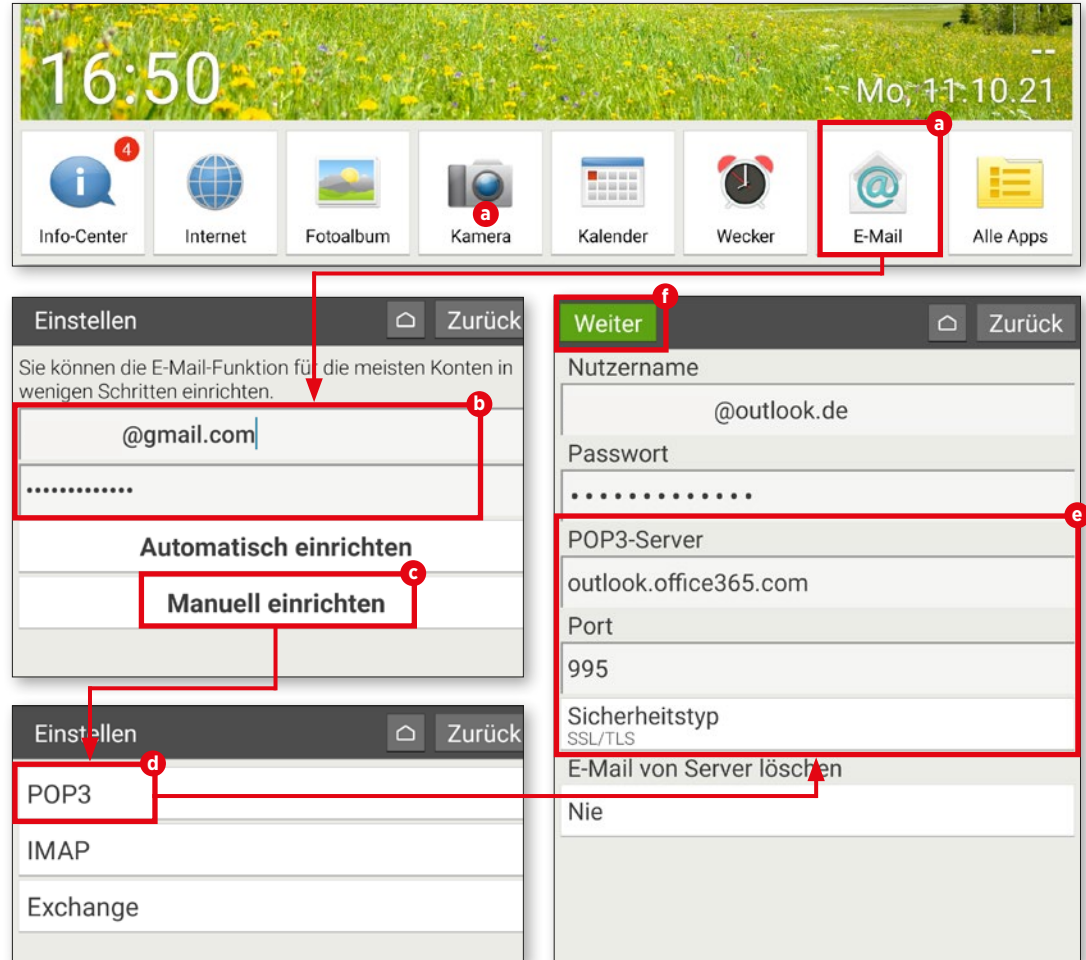 16:50
--
Mo, 11.10.21
a
4
a
Info-Center Internet Fotoalbum Kamera Kalender Wecker E-Mail Alle Apps
Einstellen Zurück
Sie können die E-Mail-Funktion für die meisten Konten in
wenigen Schritten einrichten.
b
@gmail.com
•••••••••••••
Automatisch einrichten
c
Manuell einrichten
Einstellen Zurück
d
POP3
IMAP
Exchange
f
Weiter Zurück
Nutzername
@outlook.de
Passwort
•••••••••••••
e
POP3-Server
outlook.office365.com
Port
995
Sicherheitstyp
SSL/TLS
E-Mail von Server löschen
Nie